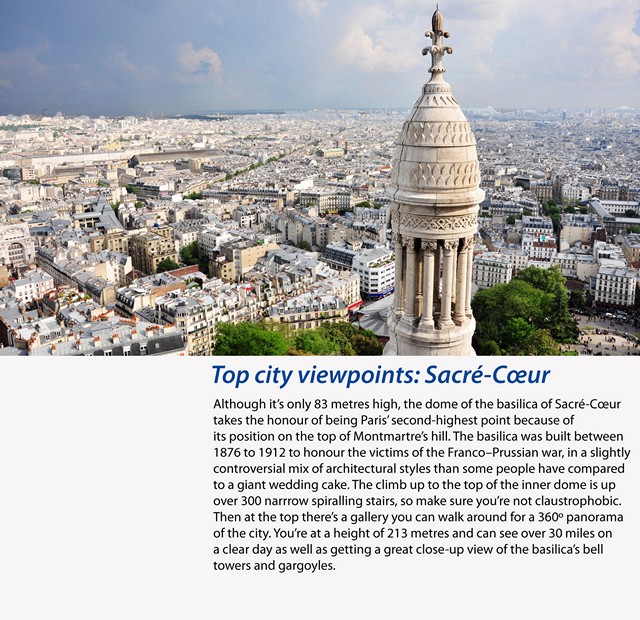 Top city viewpoints: Sacré-Cœur
Although it's only 83 metres high, the dome of the basilica of Sacré-Cœur
takes the honour of being Paris' second-highest point because of
its position on the top of Montmartre's hill. The basilica was built between
1876 to 1912 to honour the victims of the Franco–Prussian war, in a slightly
controversial mix of architectural styles than some people have compared
to a giant wedding cake. The climb up to the top of the inner dome is up
over 300 narrrow spiralling stairs, so make sure you're not claustrophobic.
Then at the top there's a gallery you can walk around for a 360º panorama
of the city. You're at a height of 213 metres and can see over 30 miles on
a clear day as well as getting a great close-up view of the basilica's bell
towers and gargoyles.